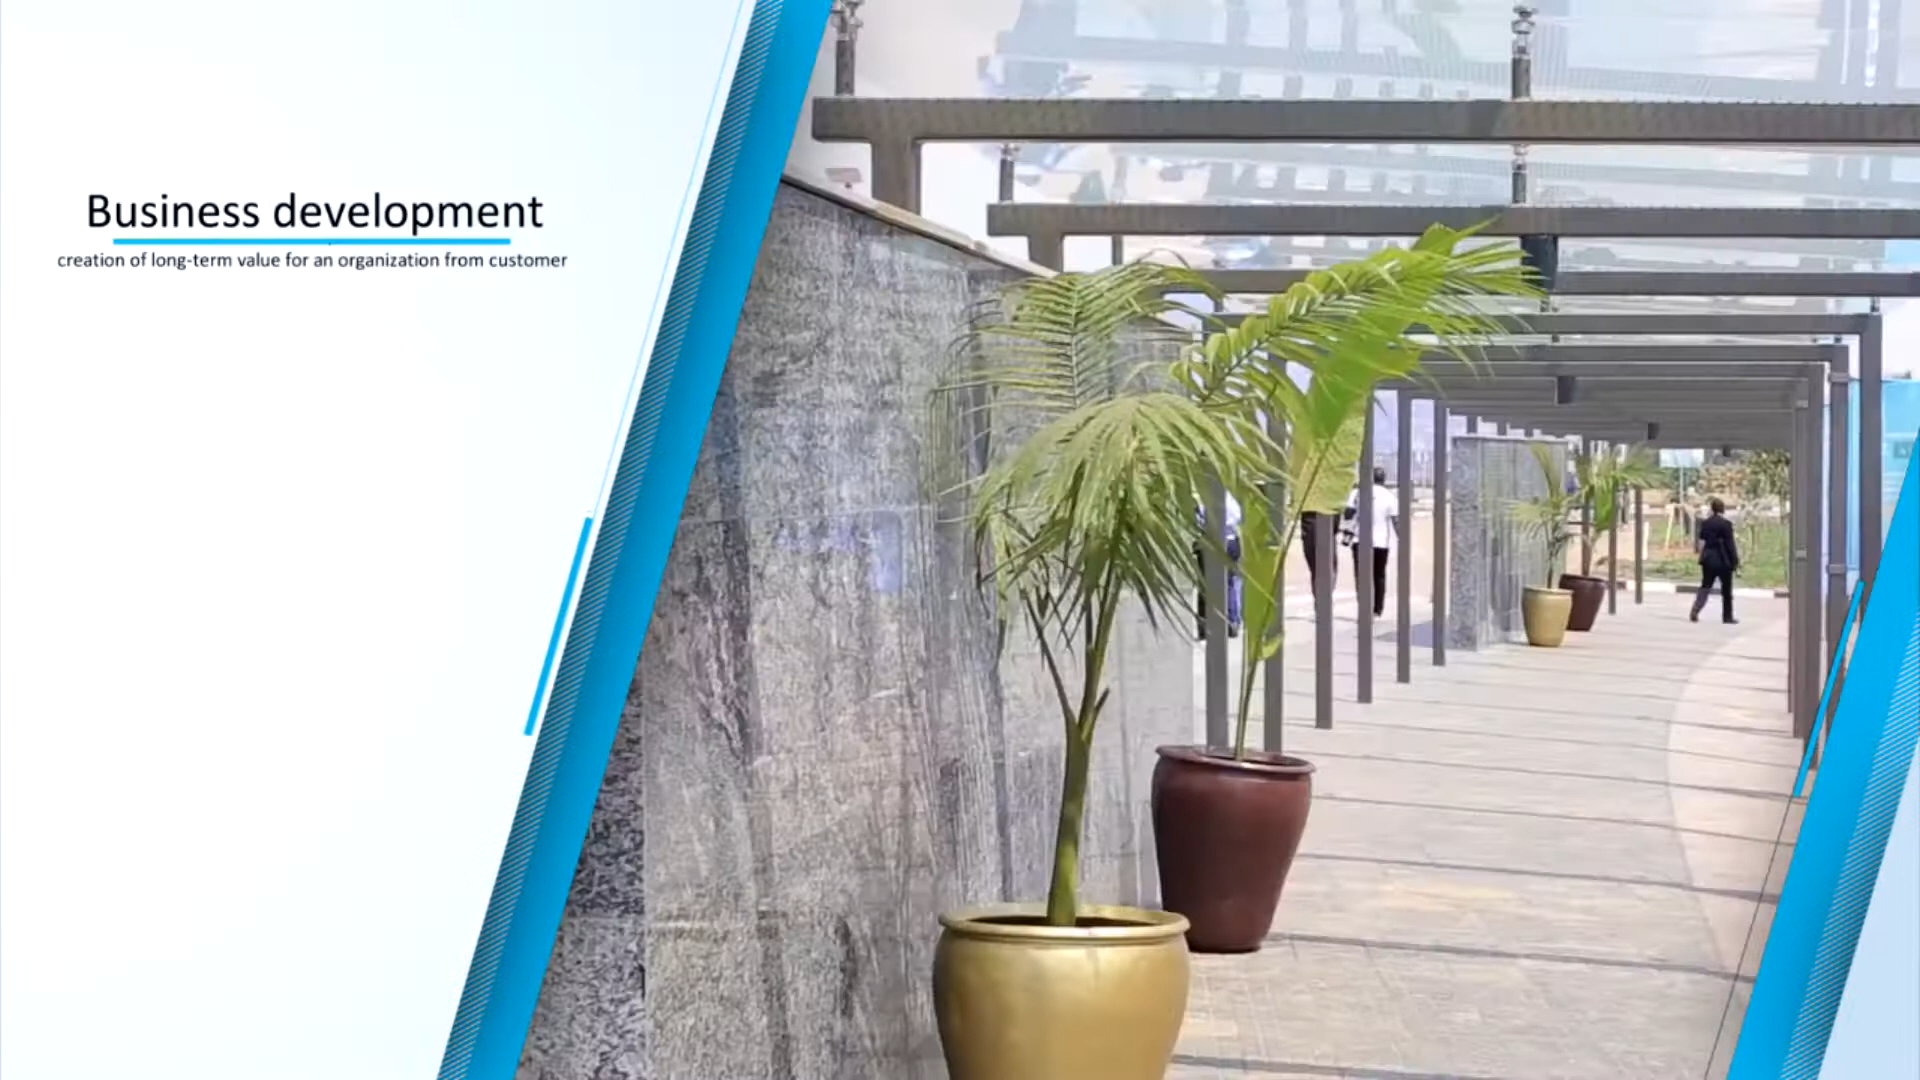 Business development
creation of long-term value for an organization from customer